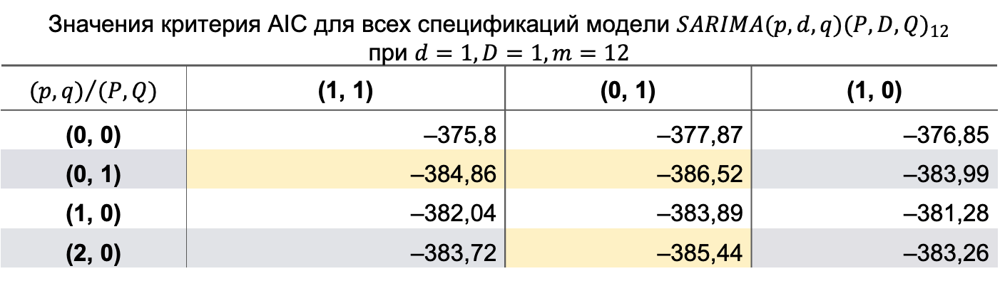 Значения критерия AIC для всех спецификаций модели SARIMA(p, d, q)(P, D, Q)₁₂
при d = 1, D = 1, m = 12
(p, q)/(P, Q) (1, 1) (0, 1) (1, 0)
(0, 0) –375,8 –377,87 –376,85
(0, 1) –384,86 –386,52 –383,99
(1, 0) –382,04 –383,89 –381,28
(2, 0) –383,72 –385,44 –383,26